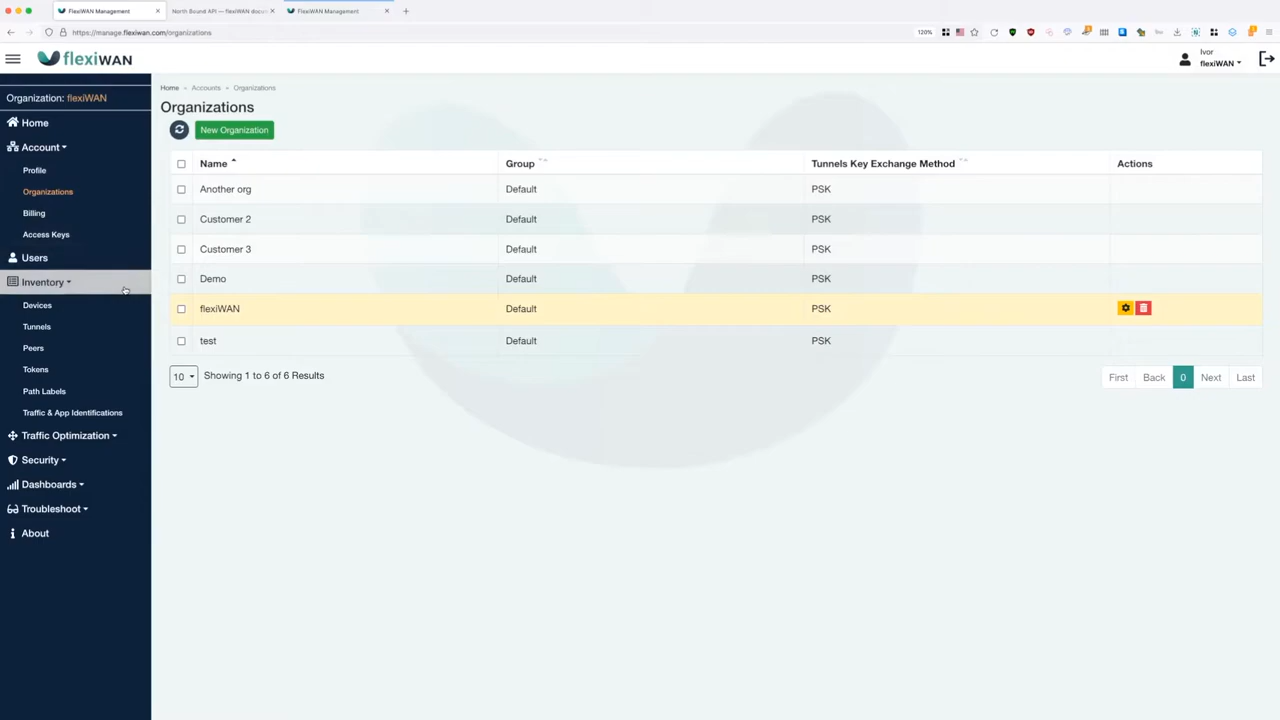 FlexiWAN Management
North Bound API — flexiWAN docu
FlexiWAN Management
https://manage.flexiwan.com/organizations
120%
flexiWAN
Ivor
flexiWAN
Organization: flexiWAN
Home
Account
Profile
Organizations
Billing
Access Keys
Users
Inventory
Devices
Tunnels
Peers
Tokens
Path Labels
Traffic & App Identifications
Traffic Optimization
Security
Dashboards
Troubleshoot
About
Home Accounts Organizations
Organizations
New Organization
Name Group Tunnels Key Exchange Method Actions
Another org Default PSK
Customer 2 Default PSK
Customer 3 Default PSK
Demo Default PSK
flexiWAN Default PSK
test Default PSK
10 Showing 1 to 6 of 6 Results
First Back 0 Next Last